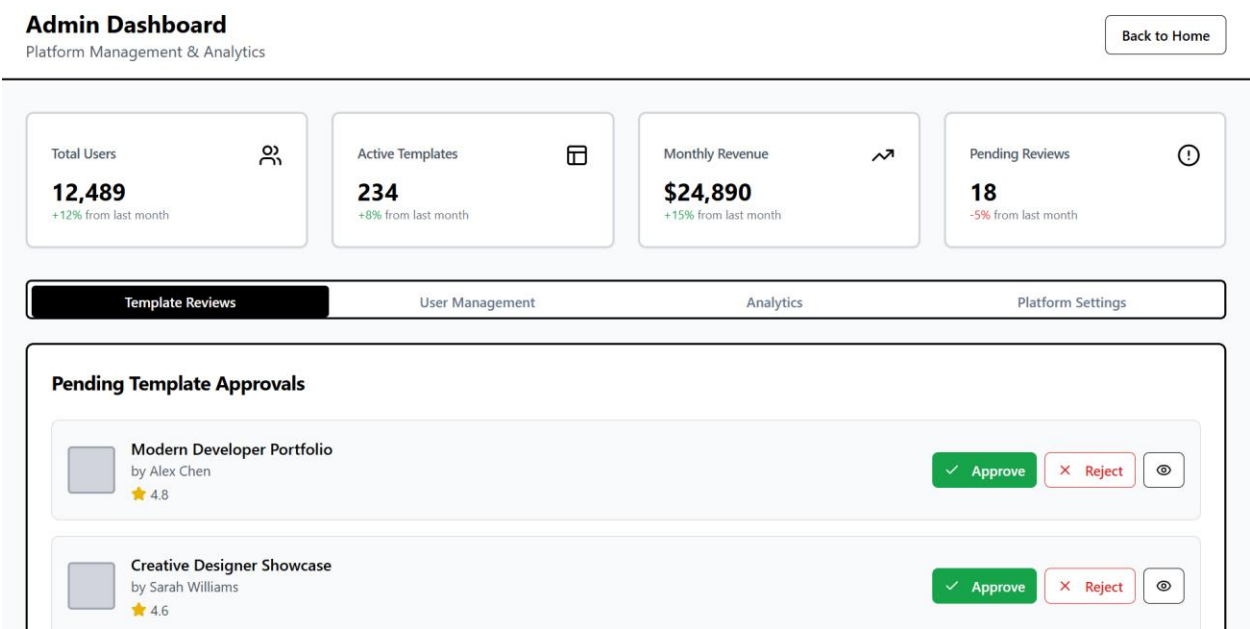 Admin Dashboard
Platform Management & Analytics
Back to Home
Total Users
12,489
+12% from last month
Active Templates
234
+8% from last month
Monthly Revenue
$24,890
+15% from last month
Pending Reviews
18
-5% from last month
Template Reviews
User Management
Analytics
Platform Settings
Pending Template Approvals
Modern Developer Portfolio
by Alex Chen
4.8
Approve
Reject
Creative Designer Showcase
by Sarah Williams
4.6
Approve
Reject